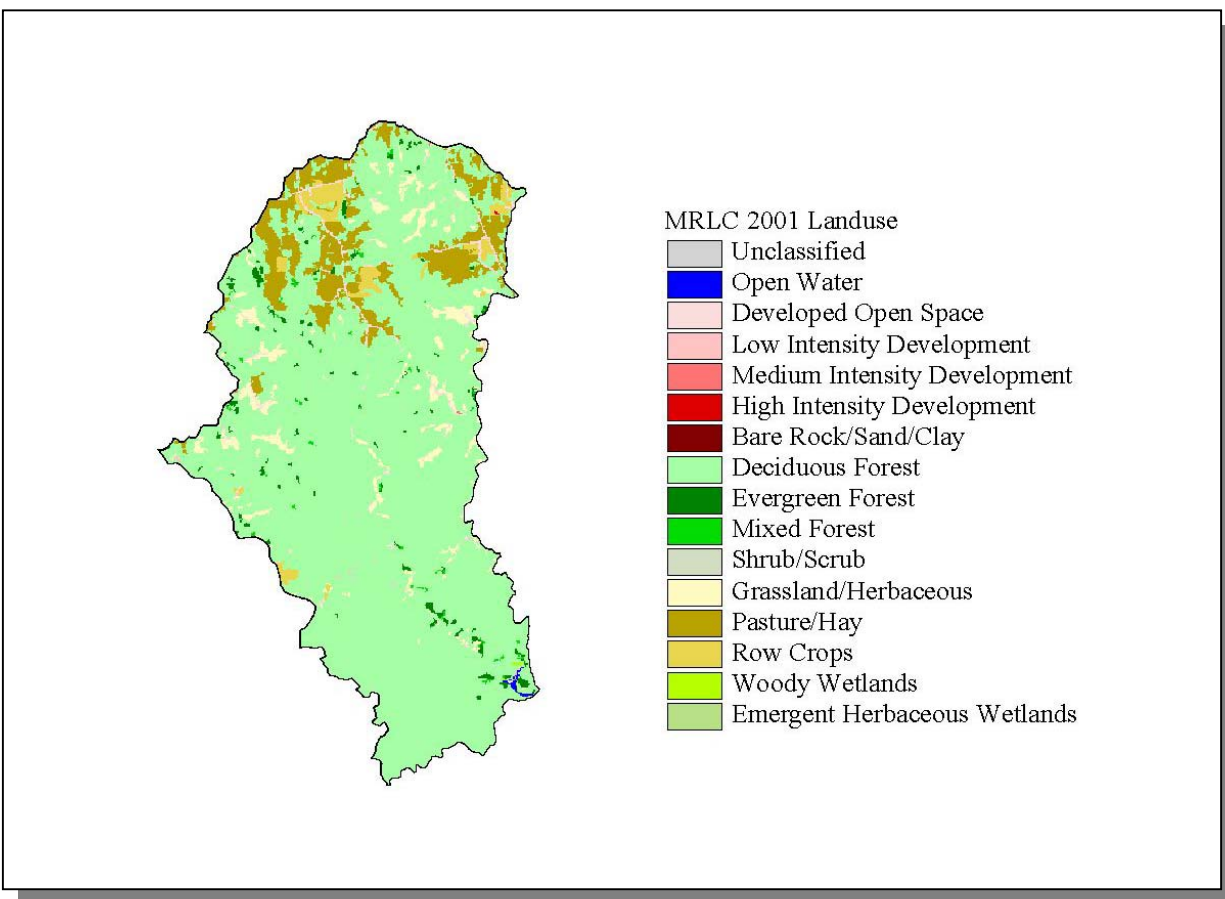 MRLC 2001 Landuse
Unclassified
Open Water
Developed Open Space
Low Intensity Development
Medium Intensity Development
High Intensity Development
Bare Rock/Sand/Clay
Deciduous Forest
Evergreen Forest
Mixed Forest
Shrub/Scrub
Grassland/Herbaceous
Pasture/Hay
Row Crops
Woody Wetlands
Emergent Herbaceous Wetlands